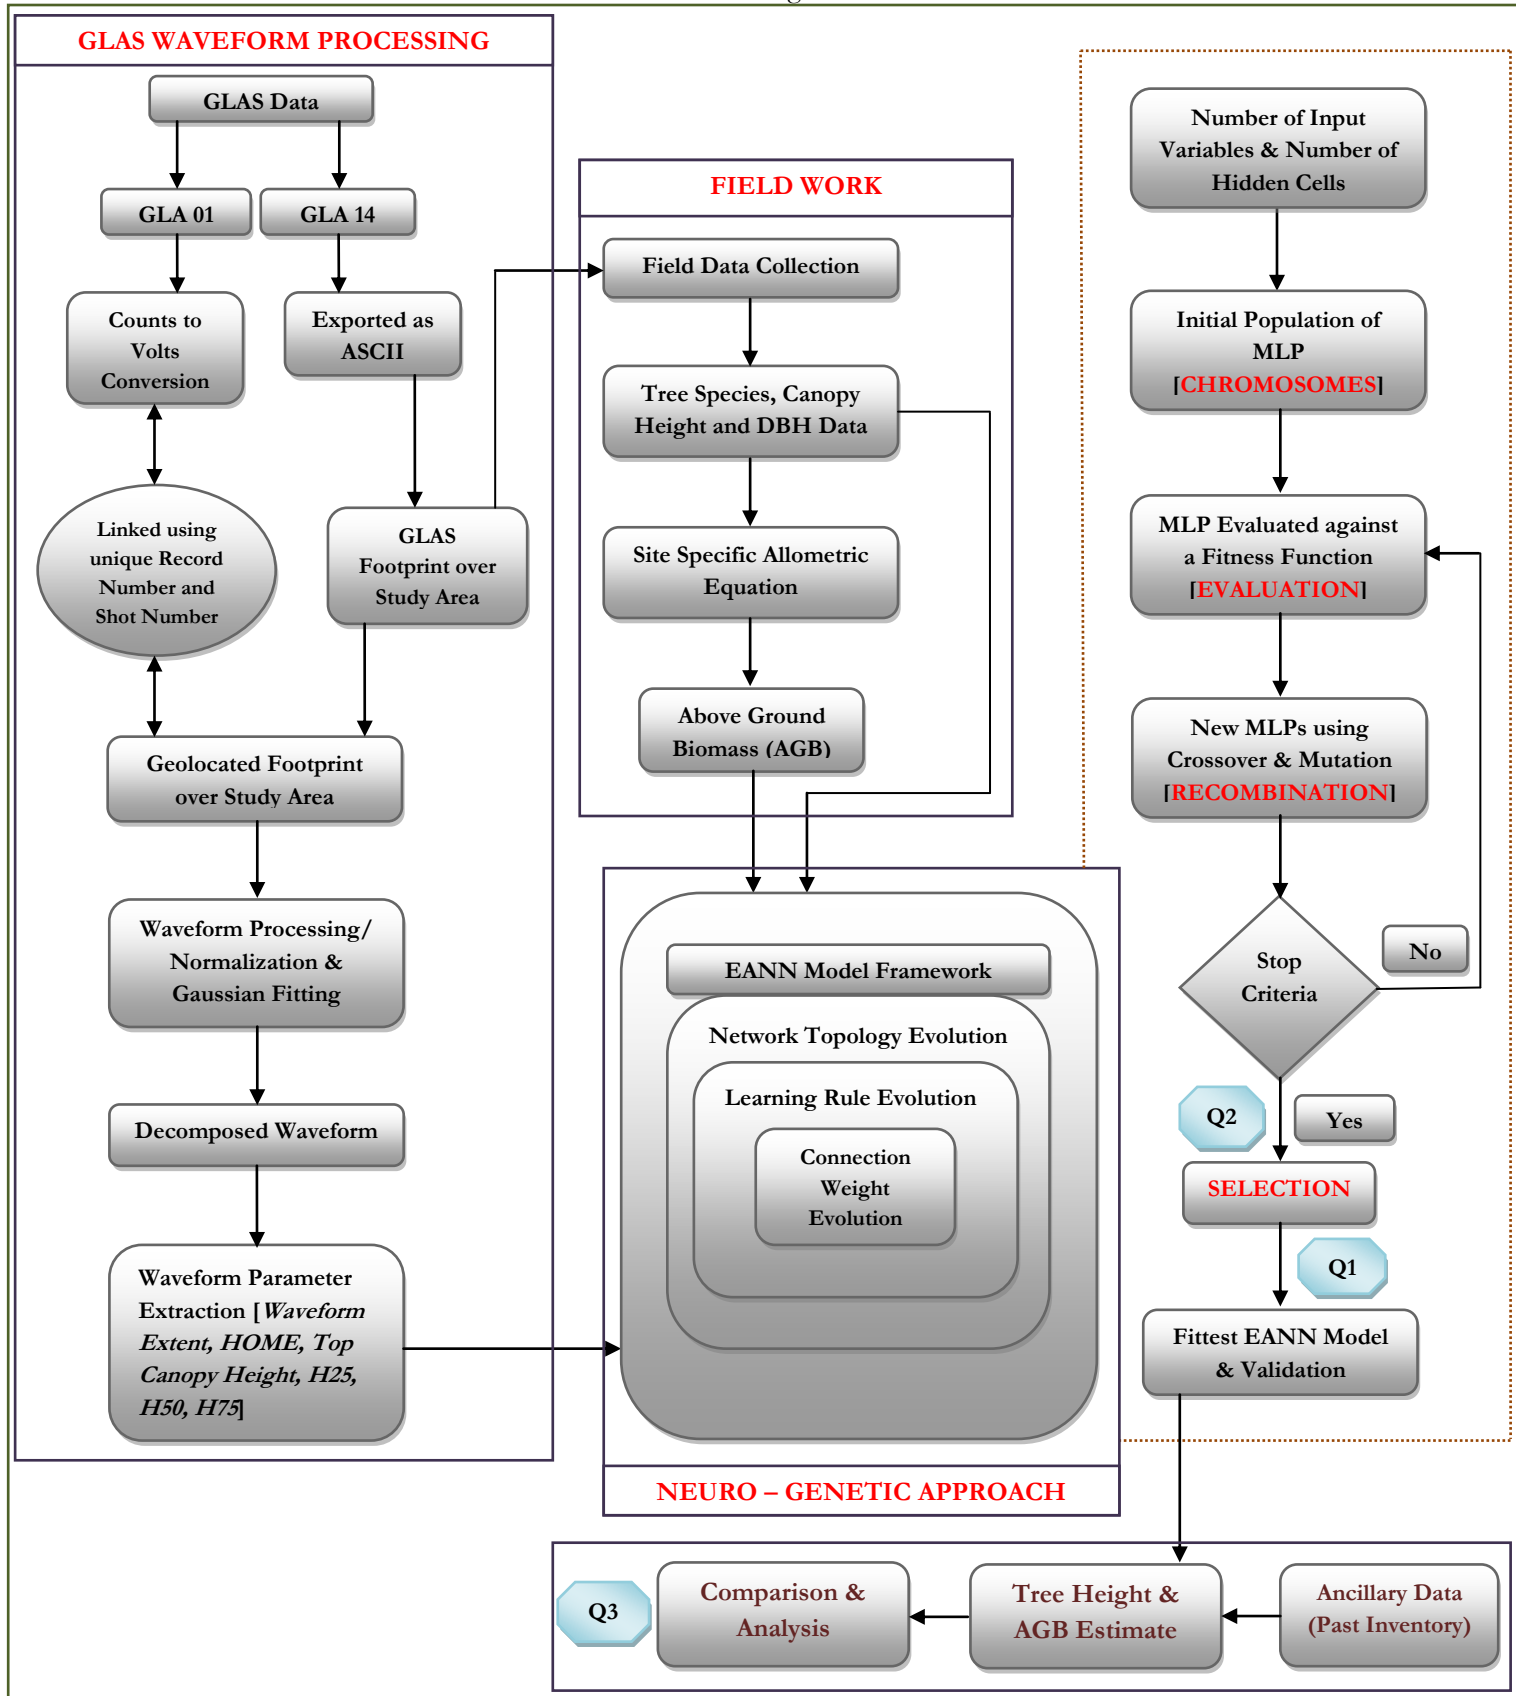 GLAS WAVEFORM PROCESSING
GLAS Data
GLA 01
GLA 14
Counts to
Volts
Conversion
Exported as
ASCII
Linked using
unique Record
Number and
Shot Number
GLAS
Footprint over
Study Area
Geolocated Footprint
over Study Area
Waveform Processing/
Normalization &
Gaussian Fitting
Decomposed Waveform
Waveform Parameter
Extraction [Waveform
Extent, HOME, Top
Canopy Height, H25,
H50, H75]
FIELD WORK
Field Data Collection
Tree Species, Canopy
Height and DBH Data
Site Specific Allometric
Equation
Above Ground
Biomass (AGB)
EANN Model Framework
Network Topology Evolution
Learning Rule Evolution
Connection
Weight
Evolution
NEURO – GENETIC APPROACH
Number of Input
Variables & Number of
Hidden Cells
Initial Population of
MLP
[CHROMOSOMES]
MLP Evaluated against
a Fitness Function
[EVALUATION]
New MLPs using
Crossover & Mutation
[RECOMBINATION]
Stop
Criteria
No
Q2
Yes
SELECTION
Q1
Fittest EANN Model
& Validation
Q3
Comparison &
Analysis
Tree Height &
AGB Estimate
Ancillary Data
(Past Inventory)